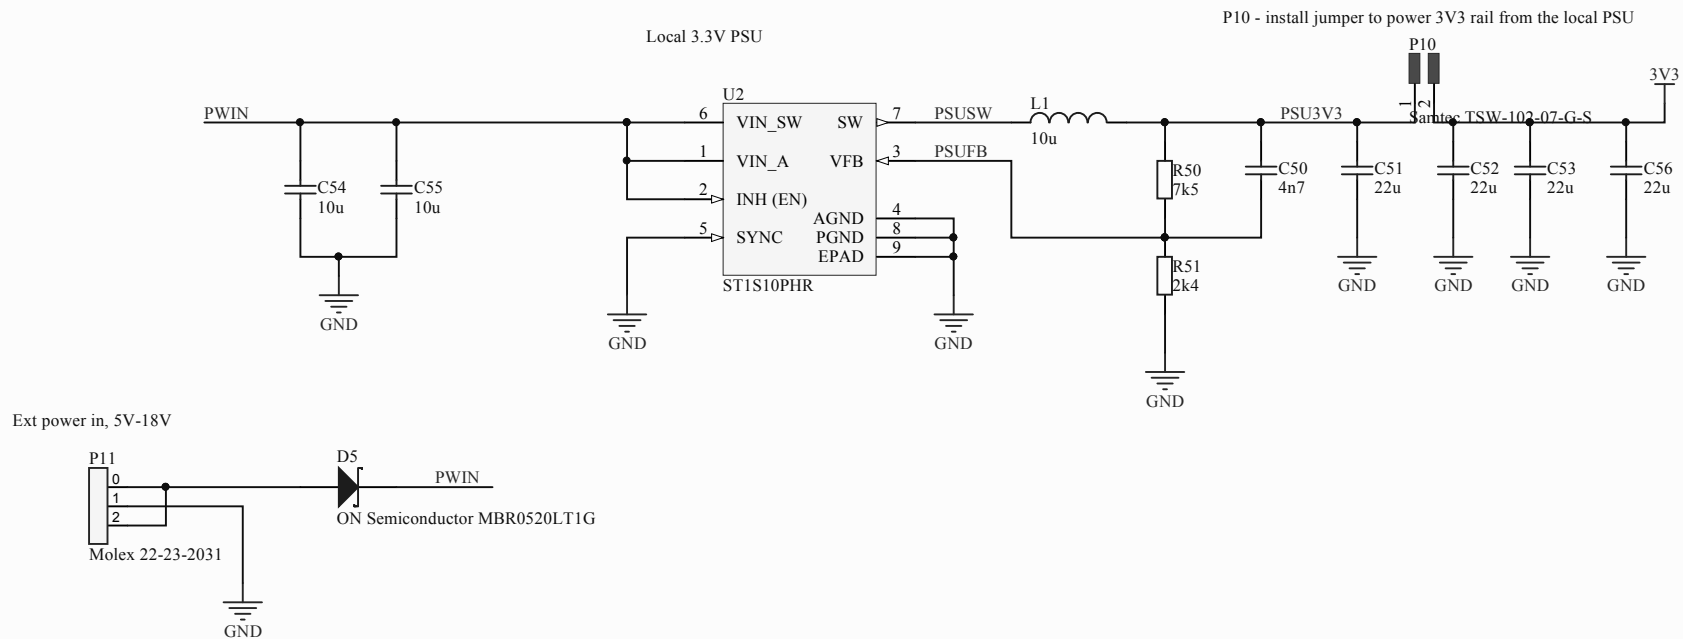 P10 - install jumper to power 3V3 rail from the local PSU
Local 3.3V PSU
P10
3V3
1
2
Samtec TSW-102-07-G-S
PWIN
U2
6
VIN_SW
SW
7
PSUSW
L1
10u
PSU3V3
1
VIN_A
VFB
3
PSUFB
2
INH (EN)
5
SYNC
AGND
4
PGND
8
EPAD
9
ST1S10PHR
C54
10u
C55
10u
R50
7k5
C50
4n7
C51
22u
C52
22u
C53
22u
C56
22u
R51
2k4
GND
GND
GND
GND
GND
GND
GND
GND
Ext power in, 5V-18V
P11
0
1
2
Molex 22-23-2031
D5
PWIN
ON Semiconductor MBR0520LT1G
GND